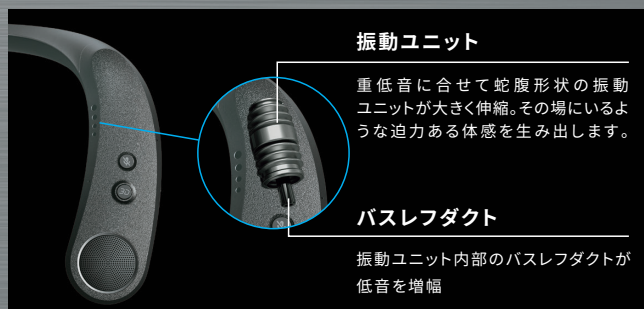 振動ユニット
重低音に合せて蛇腹形状の振動
ユニットが大きく伸縮。その場にいるよ
うな迫力ある体感を生み出します。
バスレフダクト
振動ユニット内部のバスレフダクトが
低音を増幅